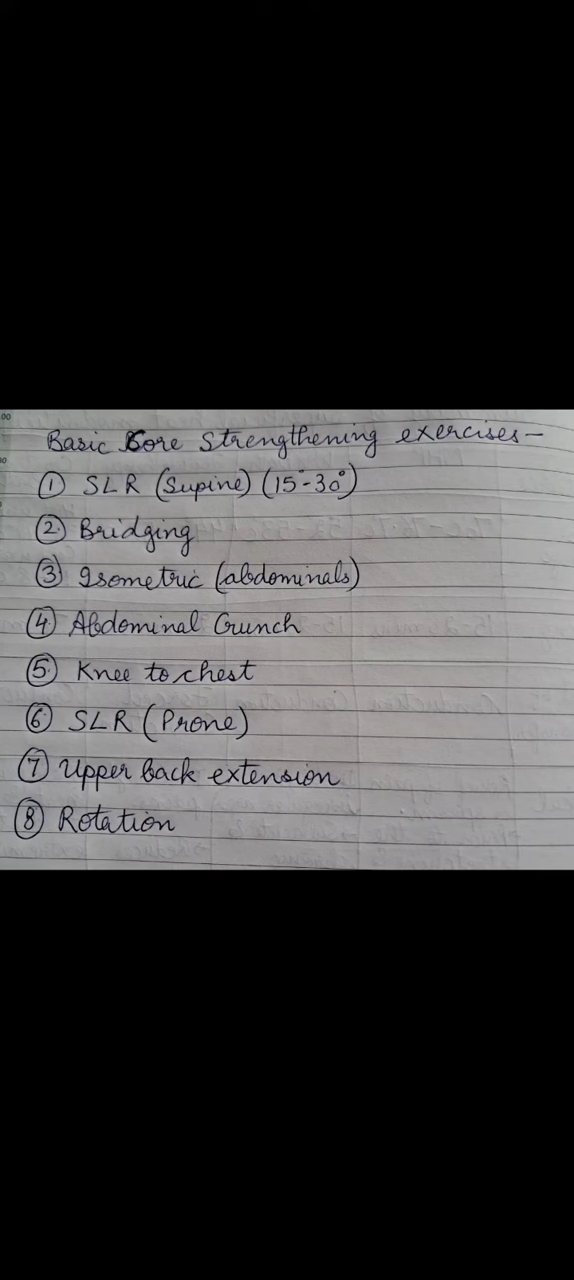 Basic Core Strengthening exercises-
① SLR (Supine) (15°-30°)
② Bridging
③ Isometric (abdominals)
④ Abdominal Crunch
⑤ Knee to chest
⑥ SLR (Prone)
⑦ Upper back extension
⑧ Rotation